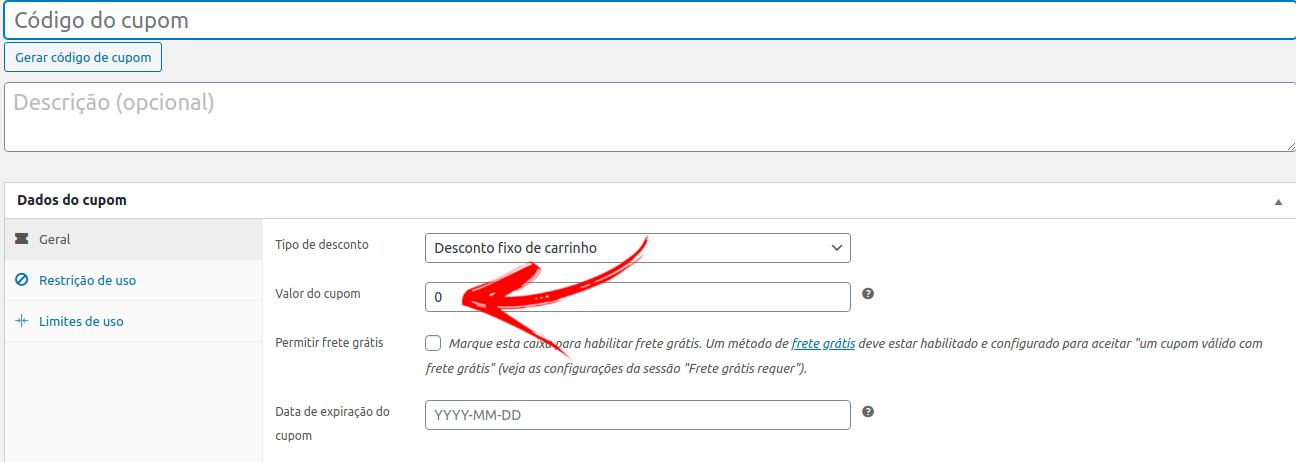 Código do cupom
Gerar código de cupom
Descrição (opcional)
Dados do cupom
Geral
Restrição de uso
Limites de uso
Tipo de desconto
Desconto fixo de carrinho
Valor do cupom
0
Permitir frete grátis
Marque esta caixa para habilitar frete grátis. Um método de frete grátis deve estar habilitado e configurado para aceitar "um cupom válido com
frete grátis" (veja as configurações da sessão "Frete grátis requer").
Data de expiração do
cupom
YYYY-MM-DD